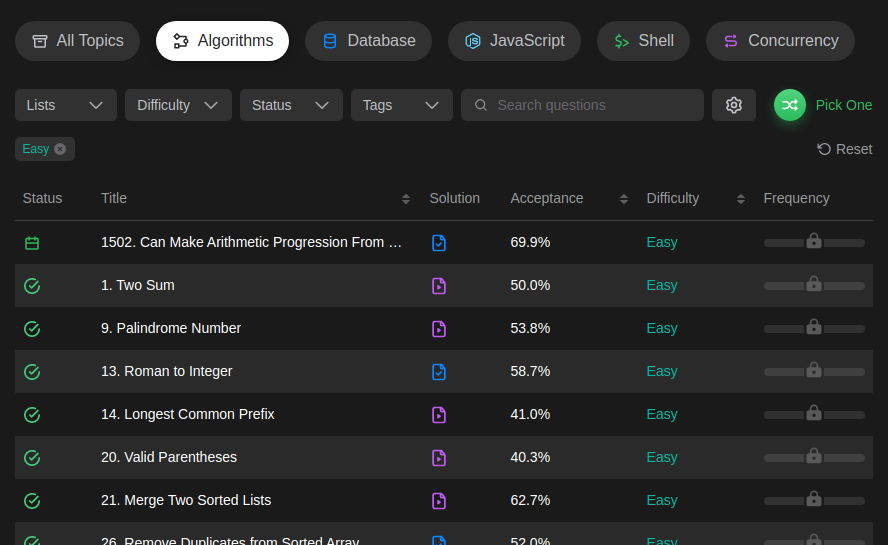 All Topics Algorithms Database JavaScript Shell Concurrency
Lists Difficulty Status Tags Search questions Pick One
Easy Reset
Status Title Solution Acceptance Difficulty Frequency
1502. Can Make Arithmetic Progression From ... 69.9% Easy
1. Two Sum 50.0% Easy
9. Palindrome Number 53.8% Easy
13. Roman to Integer 58.7% Easy
14. Longest Common Prefix 41.0% Easy
20. Valid Parentheses 40.3% Easy
21. Merge Two Sorted Lists 62.7% Easy
26. Remove Duplicates from Sorted Array 52.0% Easy